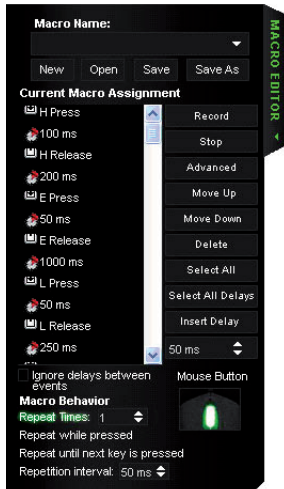 Macro Name:
MACRO EDITOR
New Open Save Save As
Current Macro Assignment
H Press
100 ms
H Release
200 ms
E Press
50 ms
E Release
1000 ms
L Press
50 ms
L Release
250 ms
Record
Stop
Advanced
Move Up
Move Down
Delete
Select All
Select All Delays
Insert Delay
50 ms
Ignore delays between
events
Mouse Button
Macro Behavior
Repeat Times: 1
Repeat while pressed
Repeat until next key is pressed
Repetition interval: 50 ms